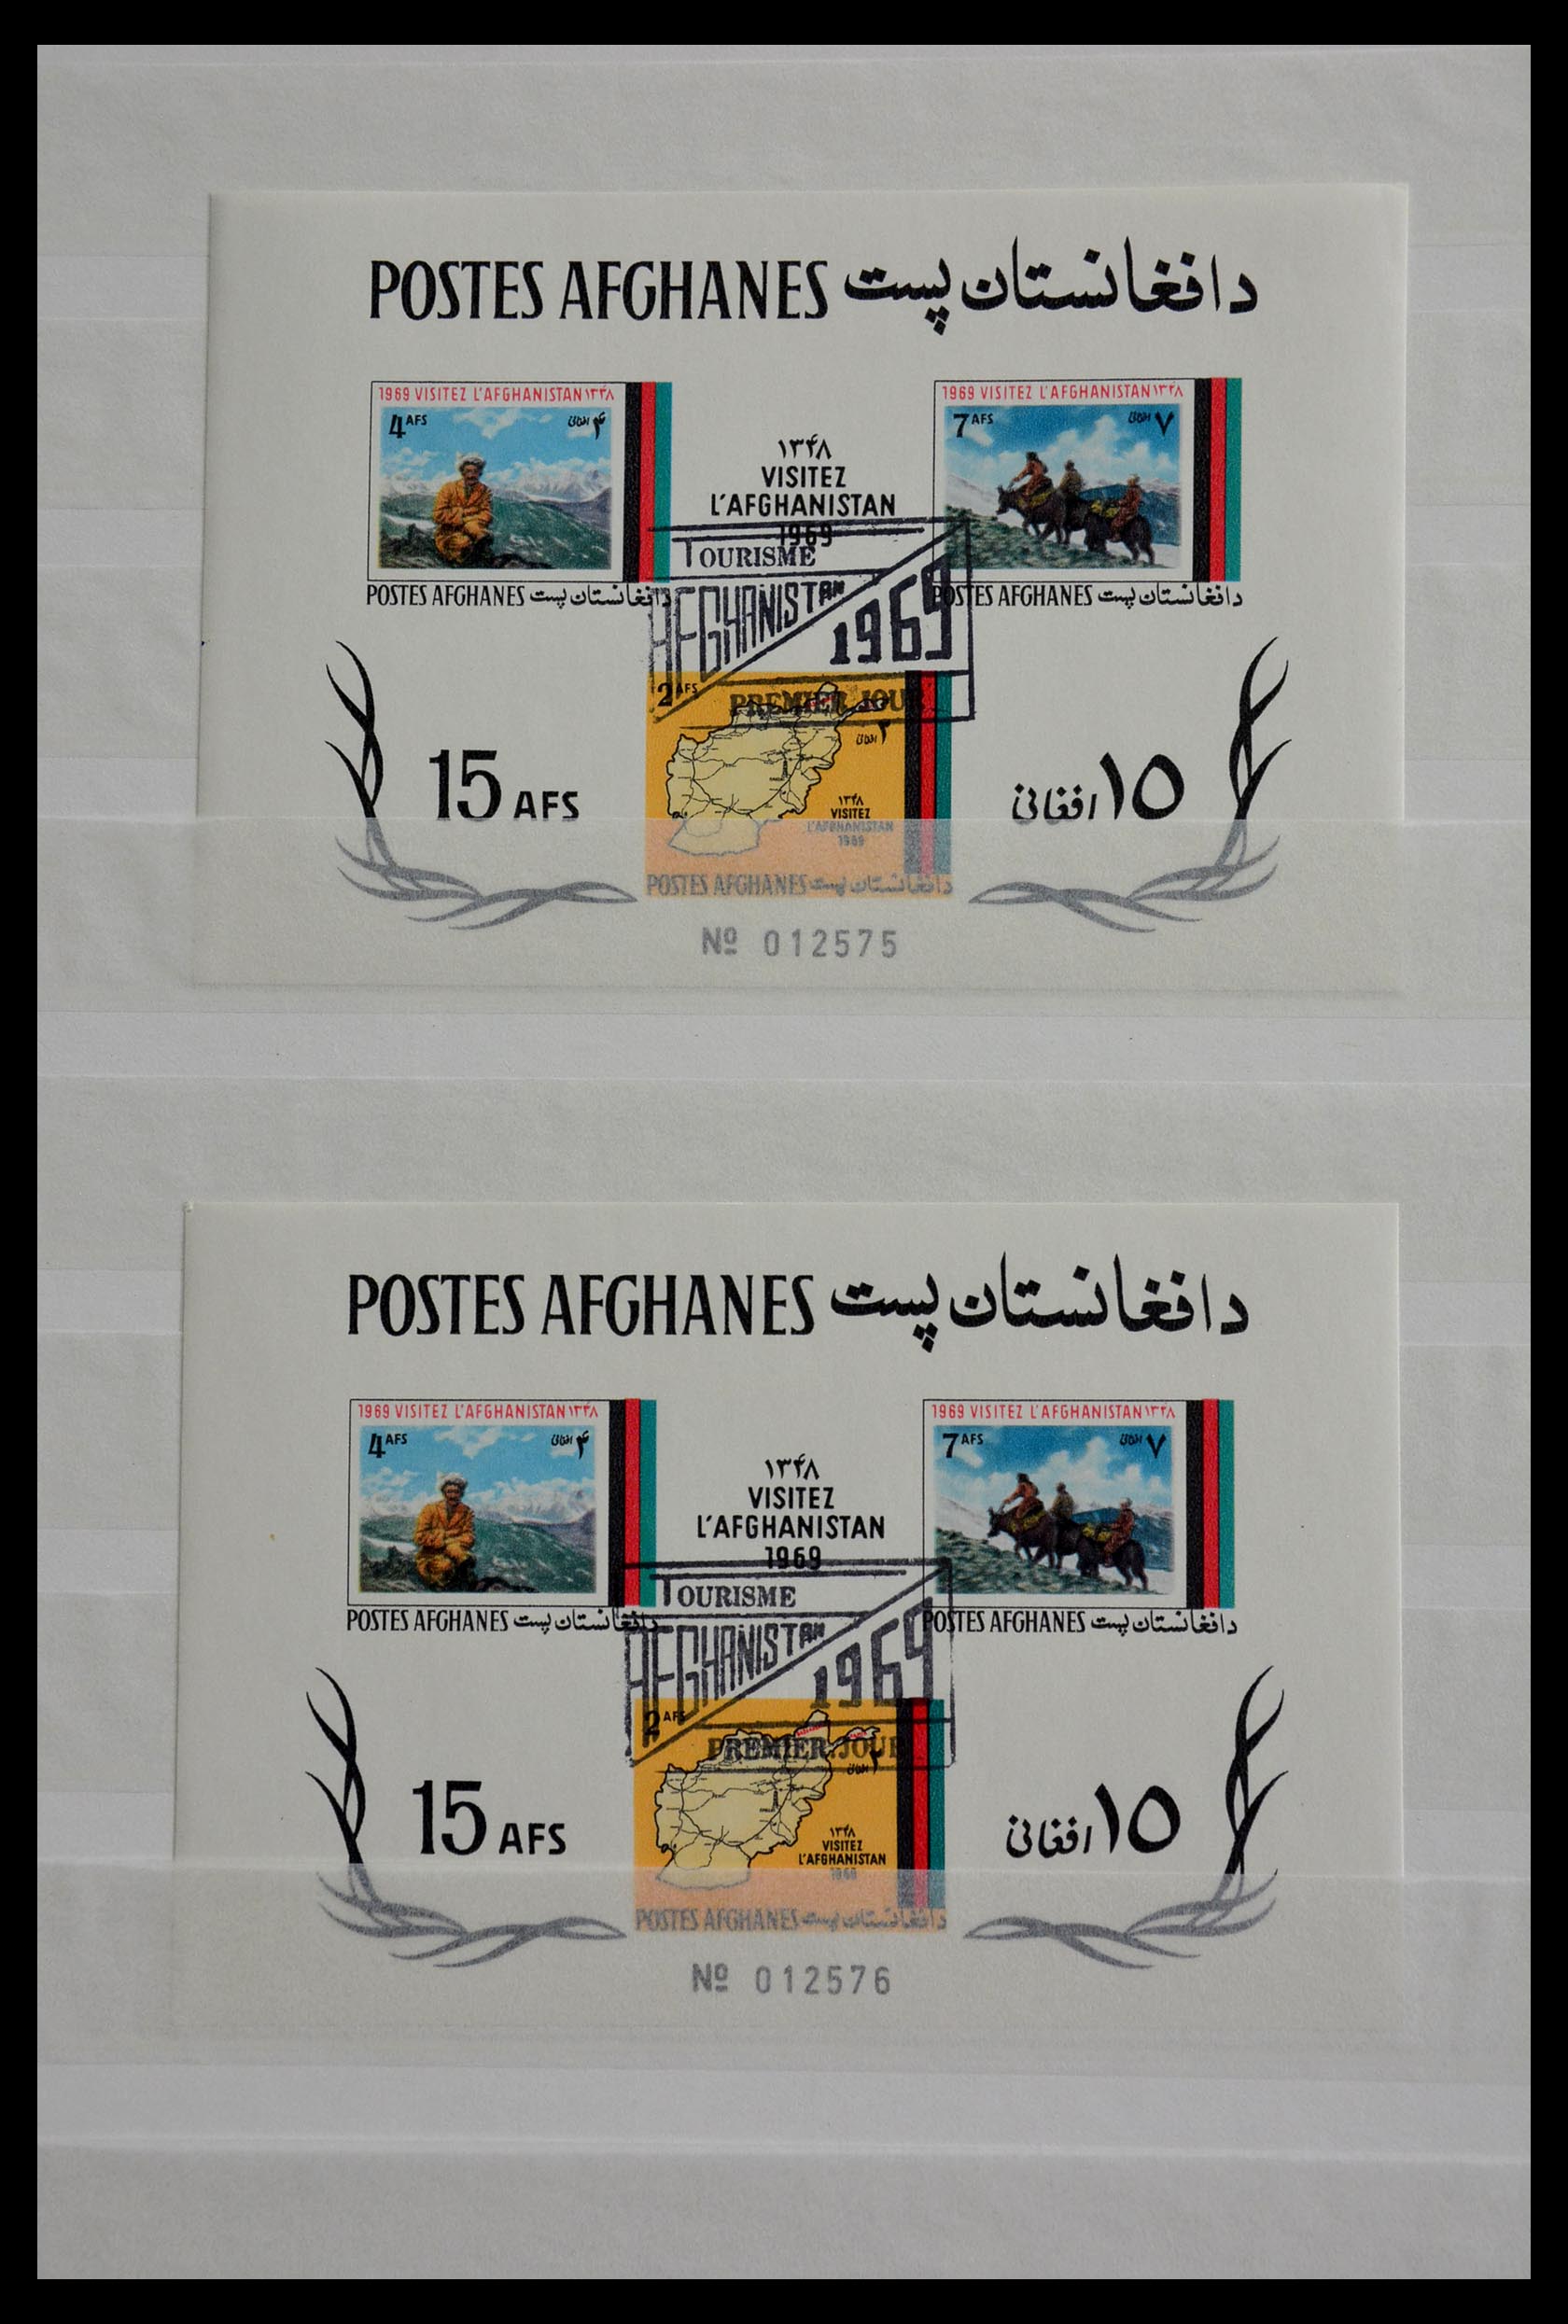 POSTES AFGHANES دافغانستان پست
1969 VISITEZ L'AFGHANISTAN ۱۳۴۸
4 AFS ۴ افغانی
POSTES AFGHANES دافغانستان پست
۱۳۴۸
VISITEZ
L'AFGHANISTAN
1969
1969 VISITEZ L'AFGHANISTAN ۱۳۴۸
7 AFS ۷ افغانی
POSTES AFGHANES دافغانستان پست
TOURISME
AFGHANISTAN
1969
PREMIER JOUR
2 AFS
۲ افغانی
۱۳۴۸
VISITEZ
L'AFGHANISTAN
1969
POSTES AFGHANES دافغانستان پست
15 AFS
۱۵ افغانی
Nº 012575
POSTES AFGHANES دافغانستان پست
1969 VISITEZ L'AFGHANISTAN ۱۳۴۸
4 AFS ۴ افغانی
POSTES AFGHANES دافغانستان پست
۱۳۴۸
VISITEZ
L'AFGHANISTAN
1969
1969 VISITEZ L'AFGHANISTAN ۱۳۴۸
7 AFS ۷ افغانی
POSTES AFGHANES دافغانستان پست
TOURISME
AFGHANISTAN
1969
PREMIER JOUR
2 AFS
۲ افغانی
۱۳۴۸
VISITEZ
L'AFGHANISTAN
1969
POSTES AFGHANES دافغانستان پست
15 AFS
۱۵ افغانی
Nº 012576